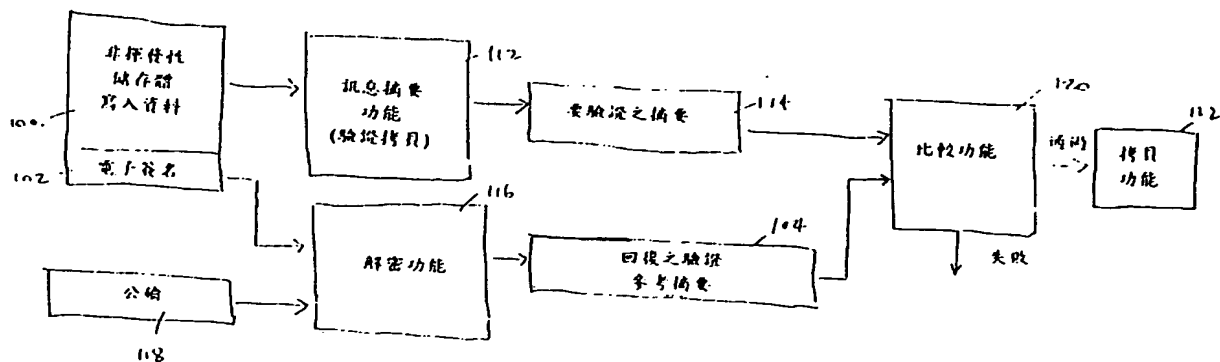 非揮發性
儲存器
寫入資料
100
電子簽名
102
訊息摘要
功能
(驗證拷貝)
112
要驗證之摘要
114
比較功能
120
通過
拷貝
功能
122
失敗
解密功能
116
回復之驗證
參考摘要
104
公鑰
118